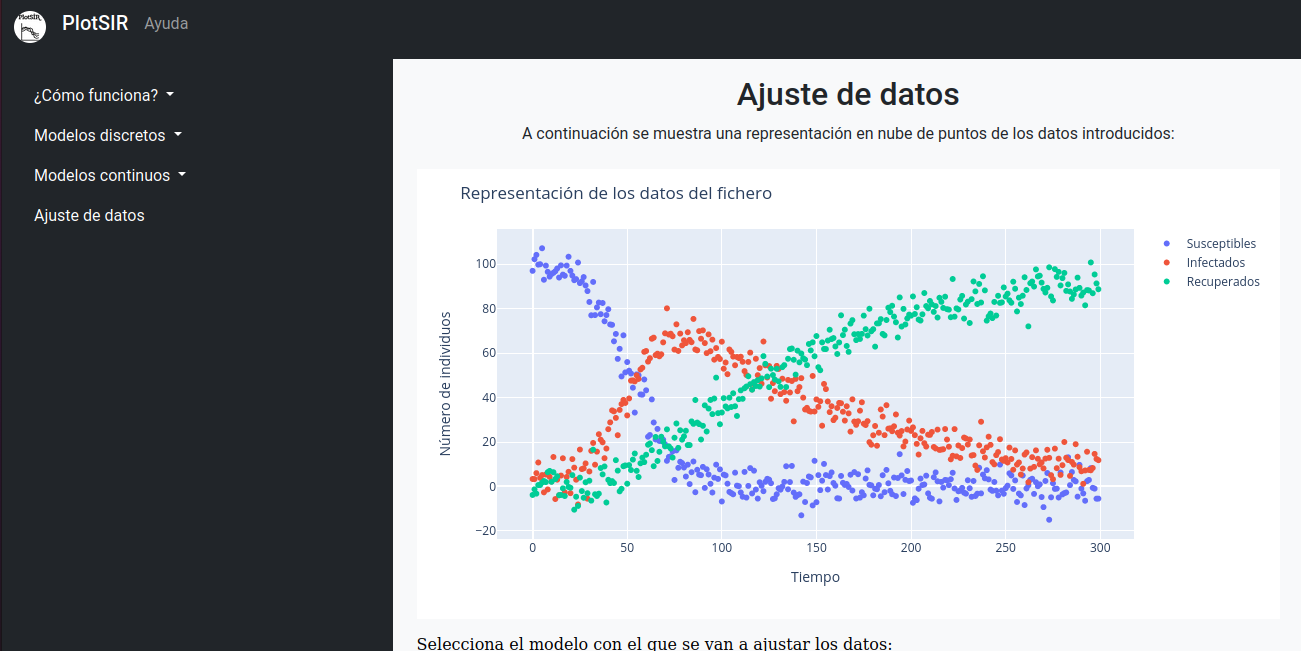 PlotSIR
PlotSIR
Ayuda
¿Cómo funciona?
Modelos discretos
Modelos continuos
Ajuste de datos
Ajuste de datos
A continuación se muestra una representación en nube de puntos de los datos introducidos:
Representación de los datos del fichero
Susceptibles
Infectados
Recuperados
Número de individuos
100
80
60
40
20
0
−20
0 50 100 150 200 250 300
Tiempo
Selecciona el modelo con el que se van a ajustar los datos: